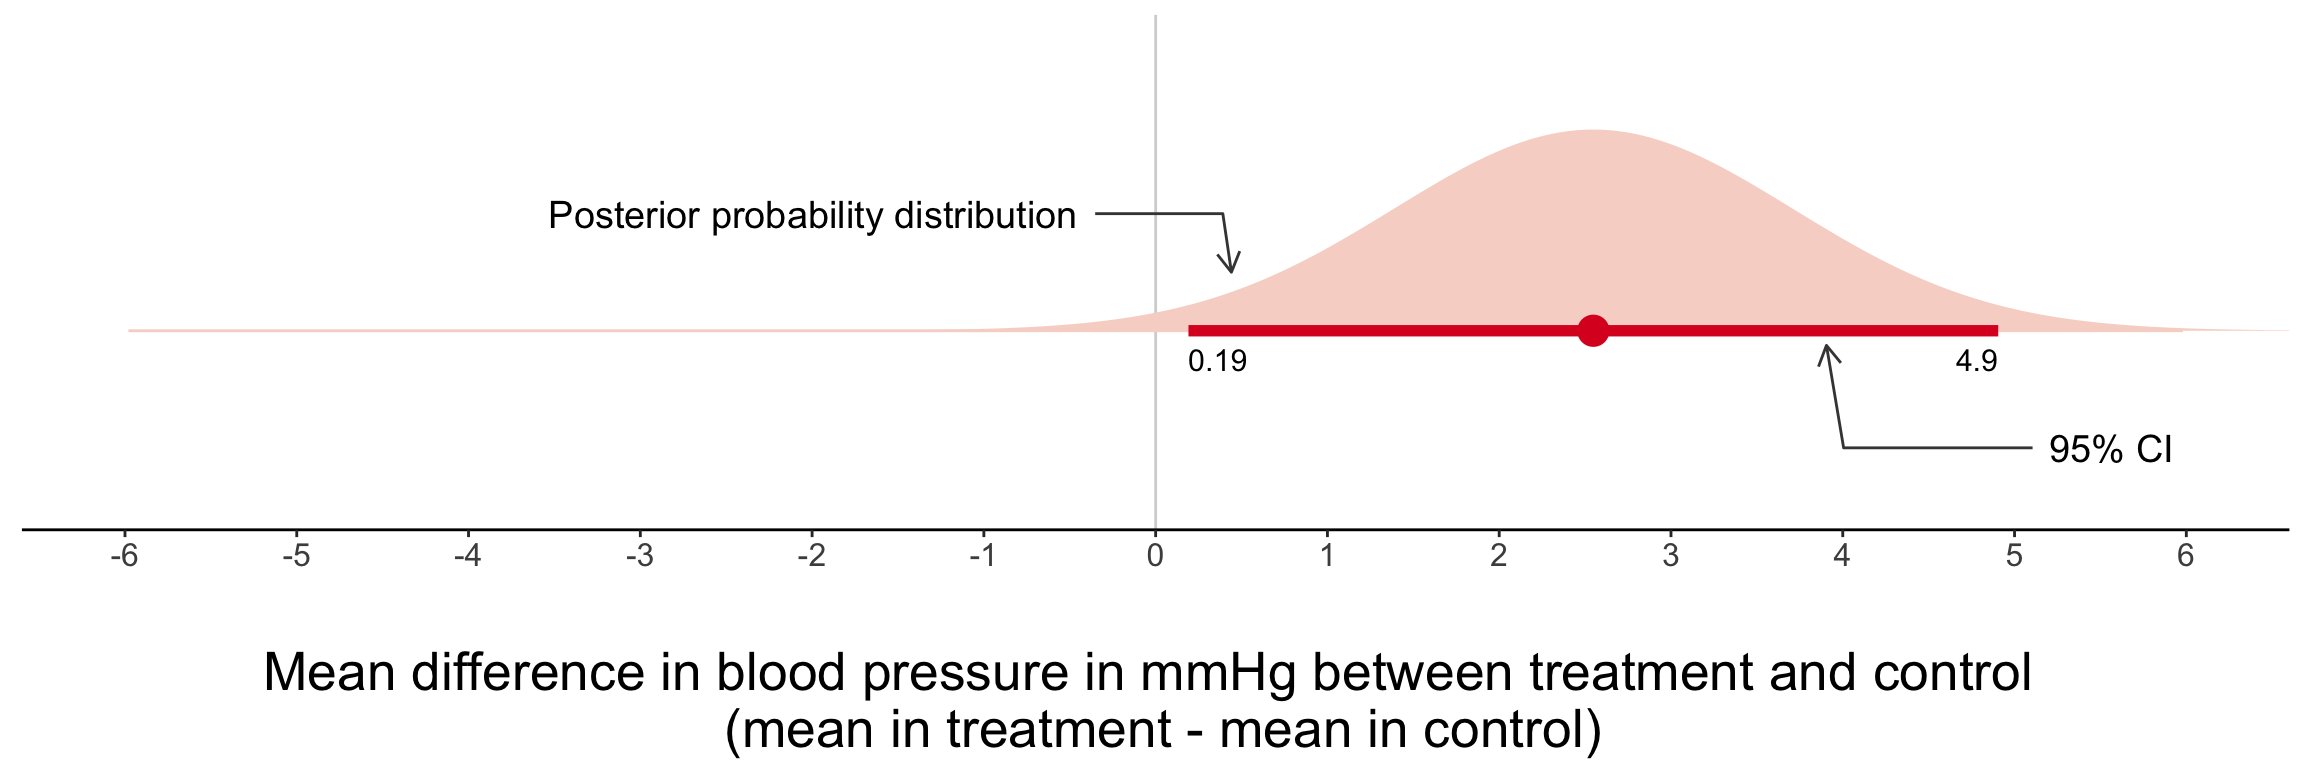 Posterior probability distribution
0.19
4.9
95% CI
-6 -5 -4 -3 -2 -1 0 1 2 3 4 5 6
Mean difference in blood pressure in mmHg between treatment and control
(mean in treatment - mean in control)